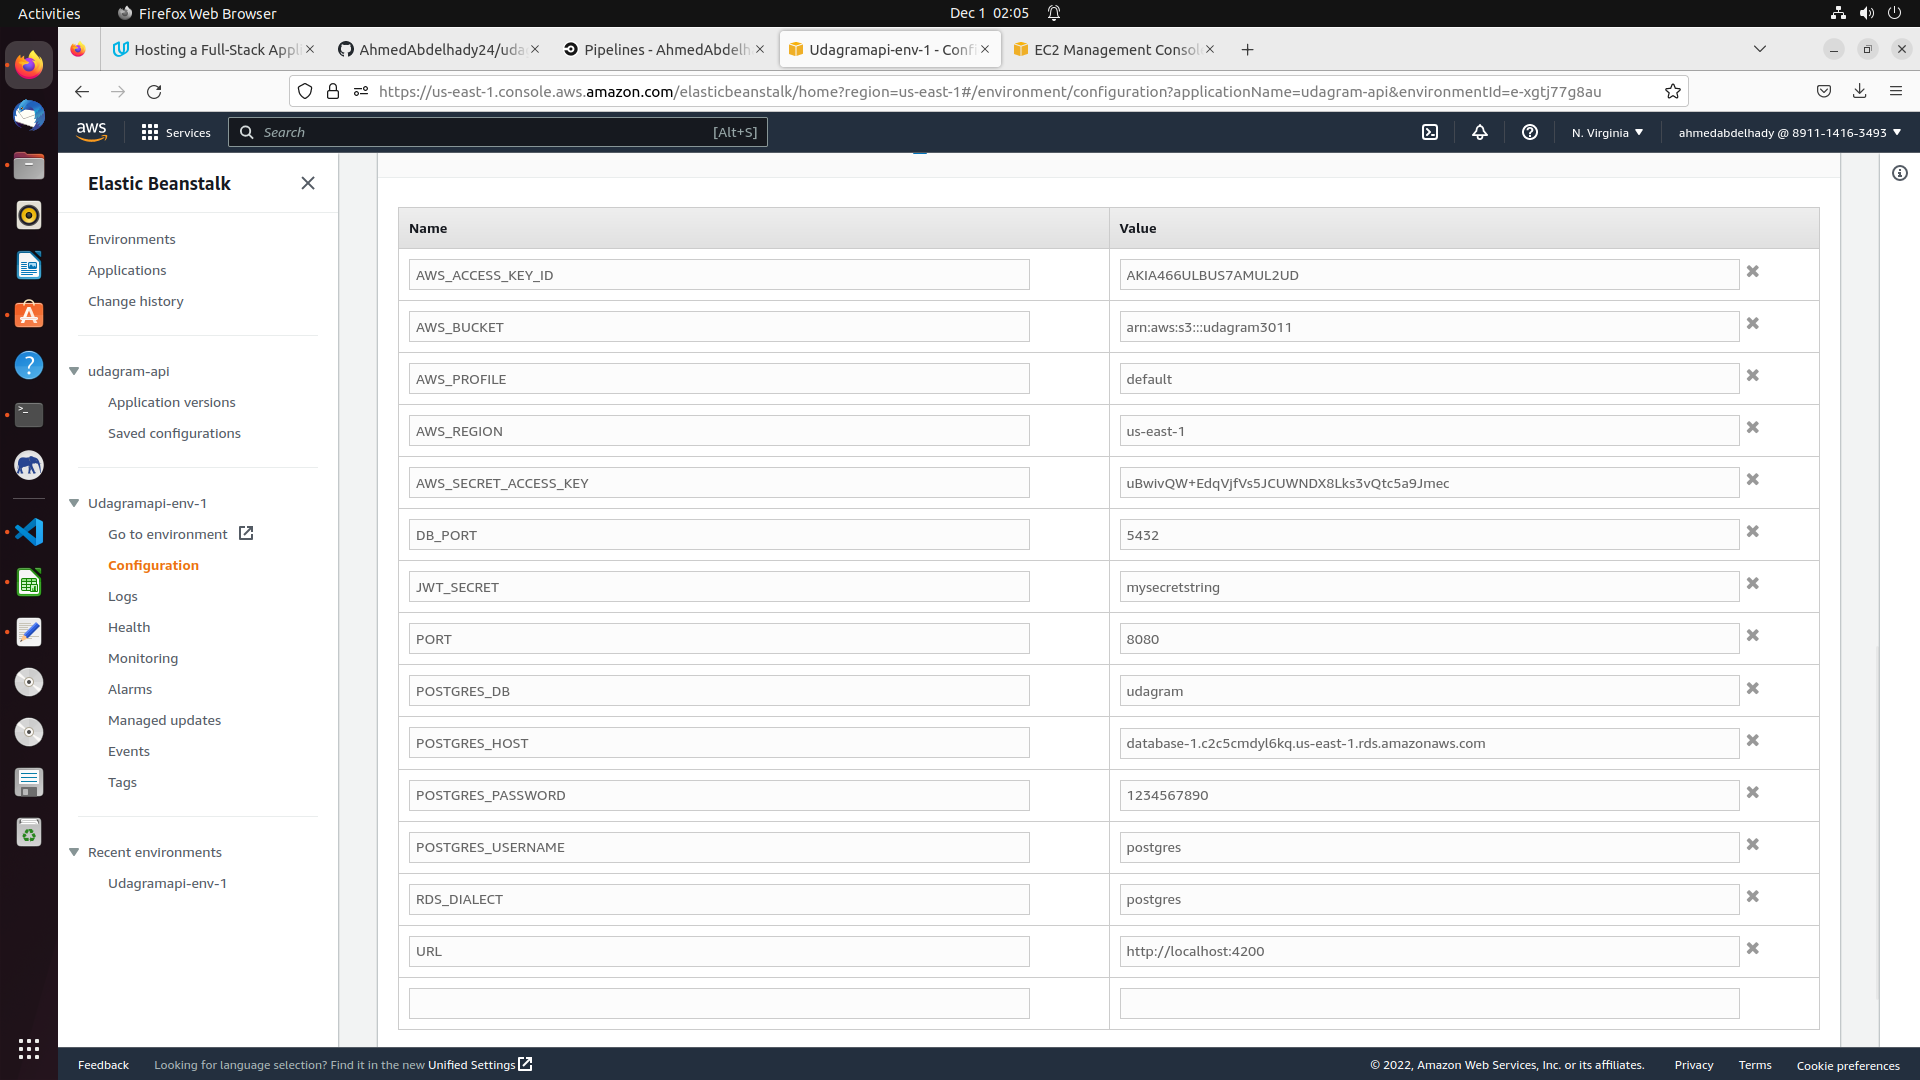 Activities
Firefox Web Browser
Dec 1 02:05
Hosting a Full-Stack Appl
AhmedAbdelhady24/uda
Pipelines - AhmedAbdelh
Udagramapi-env-1 - Confi
EC2 Management Consol
https://us-east-1.console.aws.amazon.com/elasticbeanstalk/home?region=us-east-1#/environment/configuration?applicationName=udagram-api&environmentId=e-xgtj77g8au
aws
Services
Search
[Alt+S]
N. Virginia
ahmedabdelhady @ 8911-1416-3493
Elastic Beanstalk
Environments
Applications
Change history
udagram-api
Application versions
Saved configurations
Udagramapi-env-1
Go to environment
Configuration
Logs
Health
Monitoring
Alarms
Managed updates
Events
Tags
Recent environments
Udagramapi-env-1
Name Value
AWS_ACCESS_KEY_ID AKIA466ULBUS7AMUL2UD
AWS_BUCKET arn:aws:s3:::udagram3011
AWS_PROFILE default
AWS_REGION us-east-1
AWS_SECRET_ACCESS_KEY uBwivQW+EdqVjfVs5JCUWNDX8Lks3vQtc5a9Jmec
DB_PORT 5432
JWT_SECRET mysecretstring
PORT 8080
POSTGRES_DB udagram
POSTGRES_HOST database-1.c2c5cmdyl6kq.us-east-1.rds.amazonaws.com
POSTGRES_PASSWORD 1234567890
POSTGRES_USERNAME postgres
RDS_DIALECT postgres
URL http://localhost:4200
Feedback
Looking for language selection? Find it in the new Unified Settings
© 2022, Amazon Web Services, Inc. or its affiliates.
Privacy
Terms
Cookie preferences